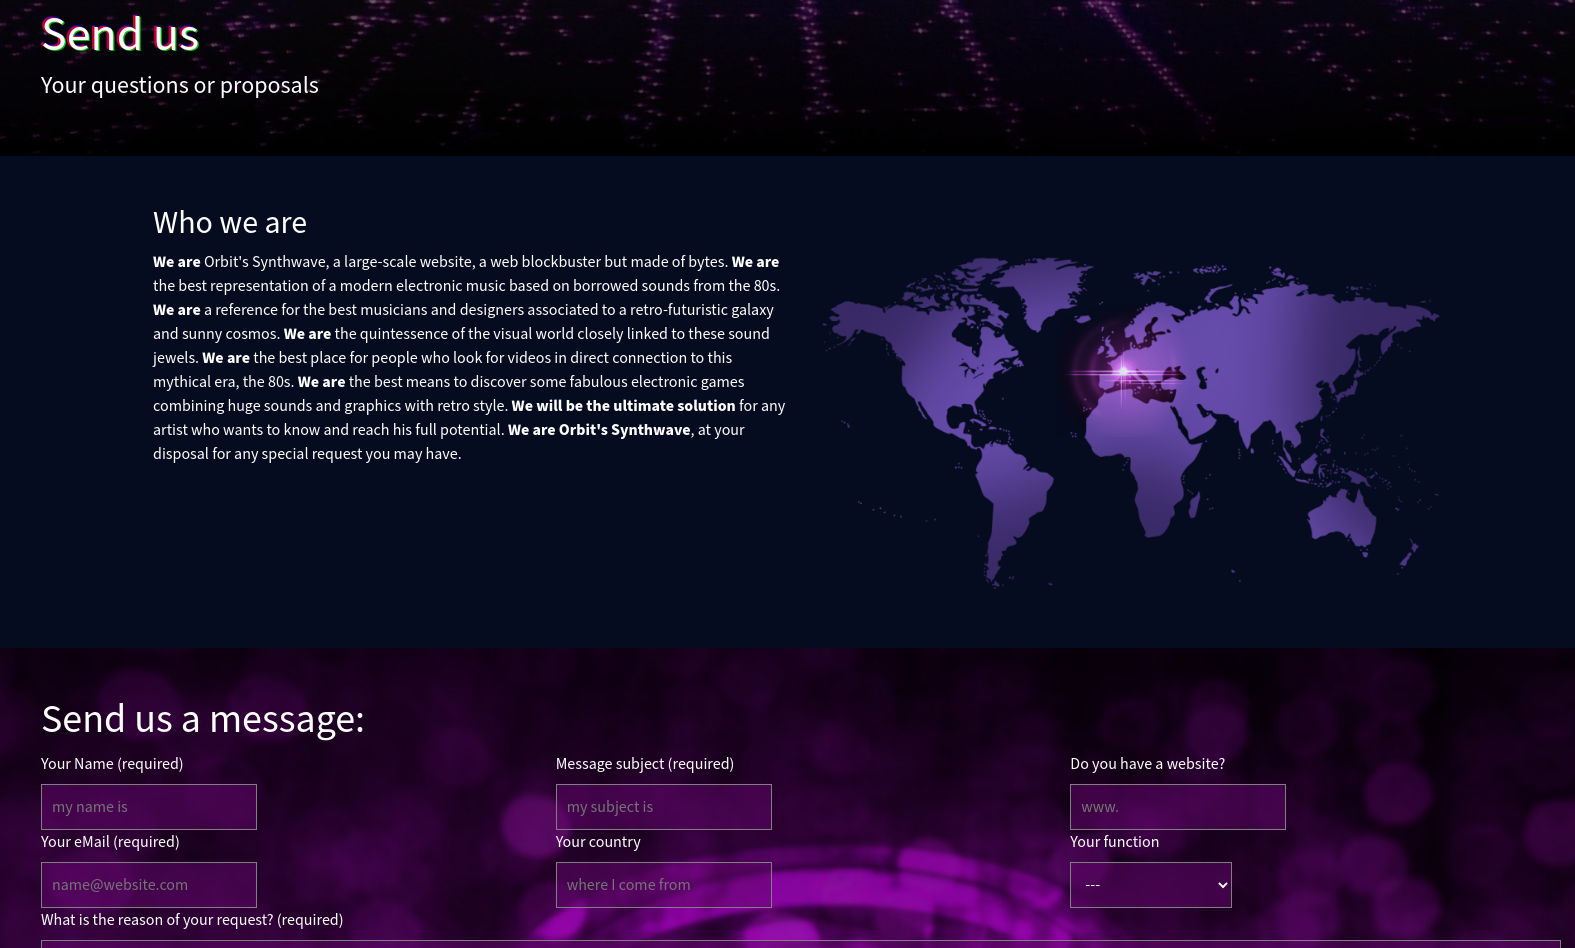 Send us
Your questions or proposals
Who we are
We are Orbit's Synthwave, a large-scale website, a web blockbuster but made of bytes. We are
the best representation of a modern electronic music based on borrowed sounds from the 80s.
We are a reference for the best musicians and designers associated to a retro-futuristic galaxy
and sunny cosmos. We are the quintessence of the visual world closely linked to these sound
jewels. We are the best place for people who look for videos in direct connection to this
mythical era, the 80s. We are the best means to discover some fabulous electronic games
combining huge sounds and graphics with retro style. We will be the ultimate solution for any
artist who wants to know and reach his full potential. We are Orbit's Synthwave, at your
disposal for any special request you may have.
Send us a message:
Your Name (required)
Message subject (required)
Do you have a website?
my name is
my subject is
www.
Your eMail (required)
Your country
Your function
name@website.com
where I come from
---
What is the reason of your request? (required)